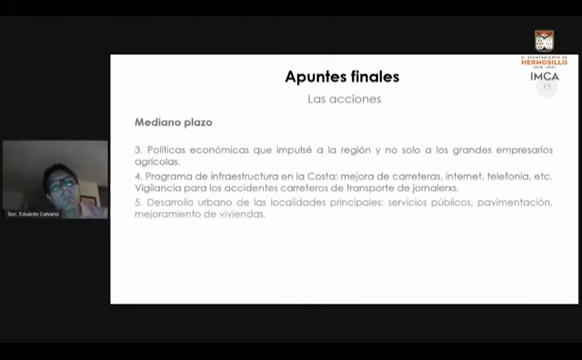 H. AYUNTAMIENTO DE
HERMOSILLO
IMCA
15
Apuntes finales
Las acciones
Mediano plazo
3. Políticas económicas que impulsé a la región y no solo a los grandes empresarios
agrícolas.
4. Programa de infraestructura en la Costa: mejora de carreteras, internet, telefonía, etc.
Vigilancia para los accidentes carreteros de transporte de jornalerxs.
5. Desarrollo urbano de las localidades principales: servicios públicos, pavimentación,
mejoramiento de viviendas.
Soc. Eduardo Calvario